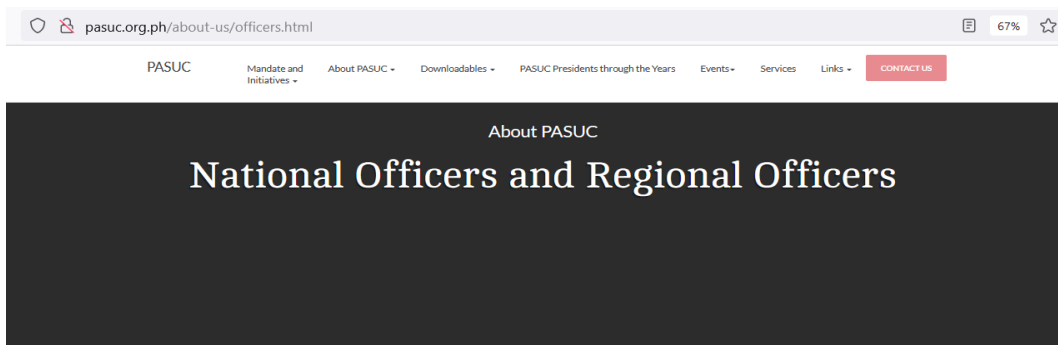 pasuc.org.ph/about-us/officers.html 67%
PASUC Mandate and Initiatives About PASUC Downloadables PASUC Presidents through the Years Events Services Links CONTACT US
About PASUC
National Officers and Regional Officers